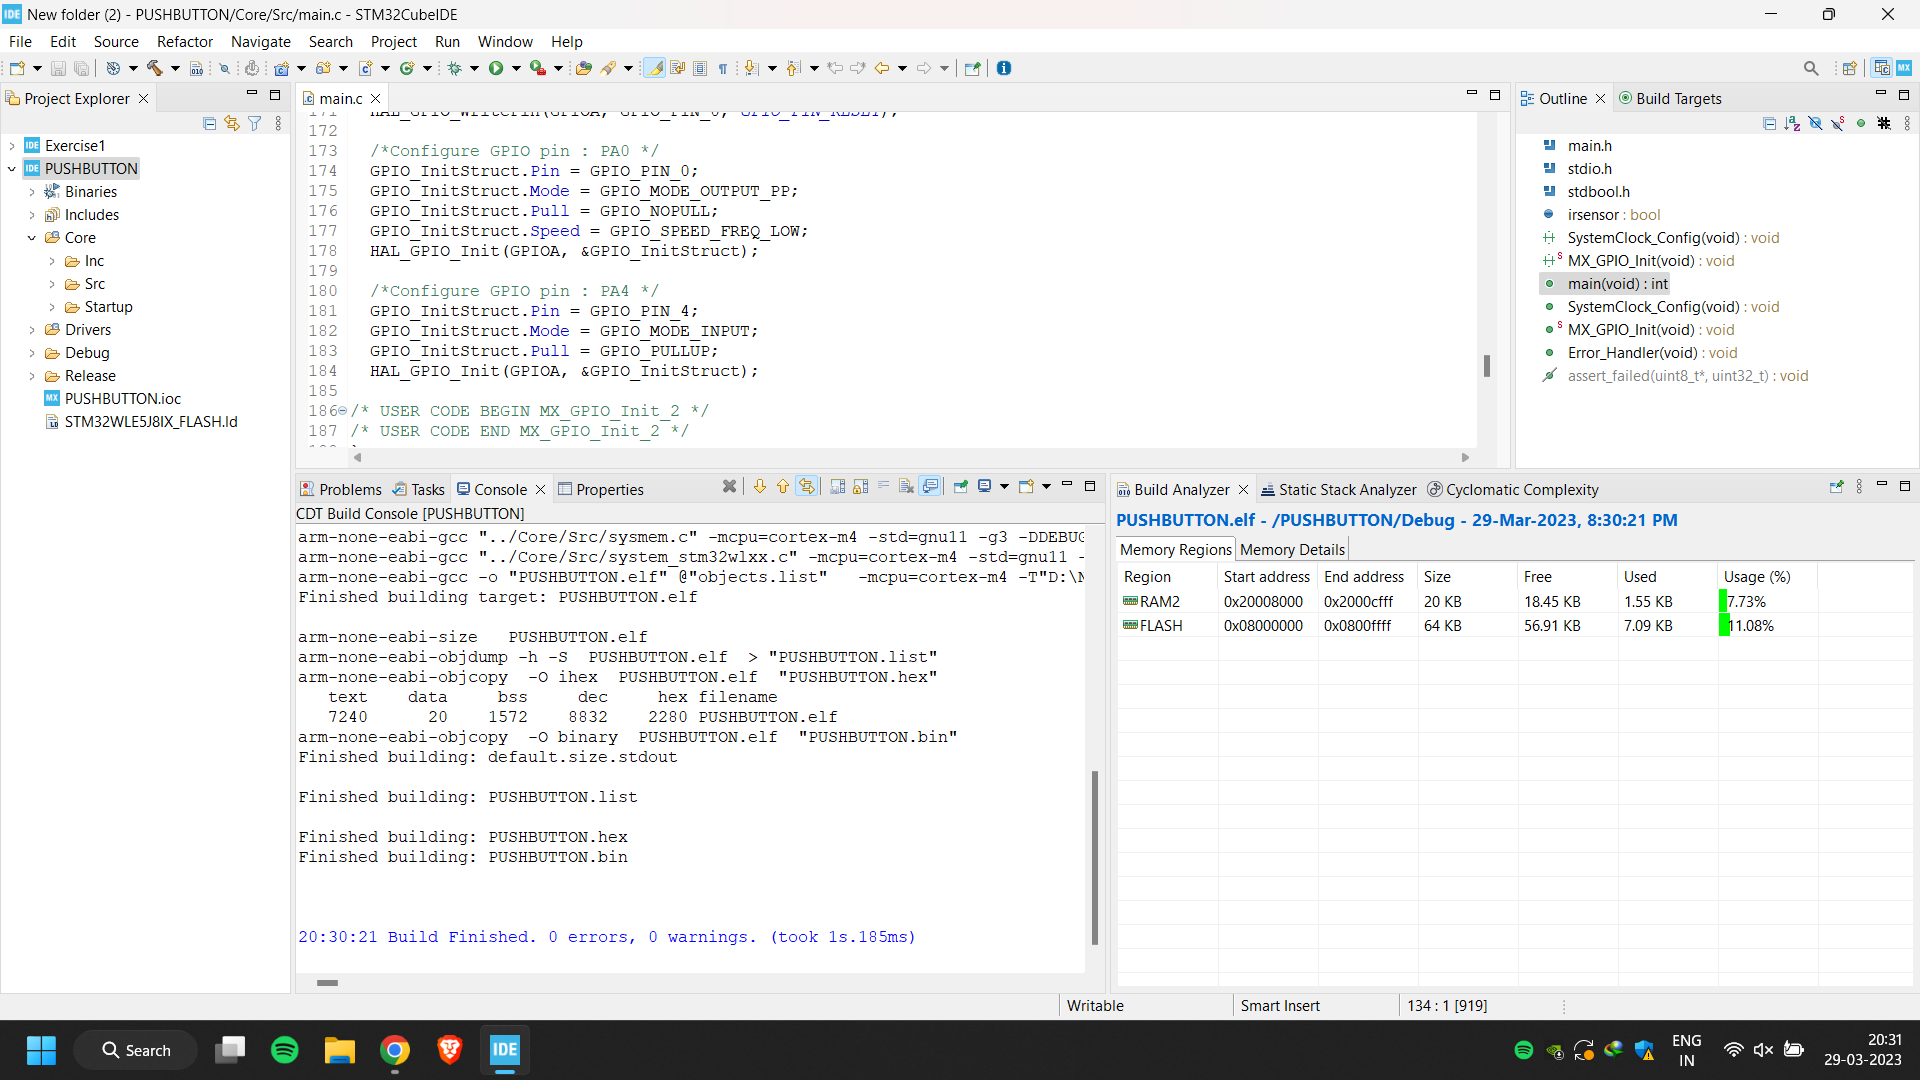 New folder (2) - PUSHBUTTON/Core/Src/main.c - STM32CubeIDE
File Edit Source Refactor Navigate Search Project Run Window Help
Project Explorer
Exercise1
PUSHBUTTON
Binaries
Includes
Core
Inc
Src
Startup
Drivers
Debug
Release
PUSHBUTTON.ioc
STM32WLE5J8IX_FLASH.ld
main.c
171 HAL_GPIO_WritePin(GPIOA, GPIO_PIN_0, GPIO_PIN_RESET);
172
173 /*Configure GPIO pin : PA0 */
174 GPIO_InitStruct.Pin = GPIO_PIN_0;
175 GPIO_InitStruct.Mode = GPIO_MODE_OUTPUT_PP;
176 GPIO_InitStruct.Pull = GPIO_NOPULL;
177 GPIO_InitStruct.Speed = GPIO_SPEED_FREQ_LOW;
178 HAL_GPIO_Init(GPIOA, &GPIO_InitStruct);
179
180 /*Configure GPIO pin : PA4 */
181 GPIO_InitStruct.Pin = GPIO_PIN_4;
182 GPIO_InitStruct.Mode = GPIO_MODE_INPUT;
183 GPIO_InitStruct.Pull = GPIO_PULLUP;
184 HAL_GPIO_Init(GPIOA, &GPIO_InitStruct);
185
186 /* USER CODE BEGIN MX_GPIO_Init_2 */
187 /* USER CODE END MX_GPIO_Init_2 */
Outline Build Targets
main.h
stdio.h
stdbool.h
irsensor : bool
SystemClock_Config(void) : void
MX_GPIO_Init(void) : void
main(void) : int
SystemClock_Config(void) : void
MX_GPIO_Init(void) : void
Error_Handler(void) : void
assert_failed(uint8_t*, uint32_t) : void
Problems Tasks Console Properties
CDT Build Console [PUSHBUTTON]
arm-none-eabi-gcc "../Core/Src/sysmem.c" -mcpu=cortex-m4 -std=gnu11 -g3 -DDEBUG
arm-none-eabi-gcc "../Core/Src/system_stm32wlxx.c" -mcpu=cortex-m4 -std=gnu11 -
arm-none-eabi-gcc -o "PUSHBUTTON.elf" @"objects.list" -mcpu=cortex-m4 -T"D:\N
Finished building target: PUSHBUTTON.elf
arm-none-eabi-size PUSHBUTTON.elf
arm-none-eabi-objdump -h -S PUSHBUTTON.elf > "PUSHBUTTON.list"
arm-none-eabi-objcopy -O ihex PUSHBUTTON.elf "PUSHBUTTON.hex"
text data bss dec hex filename
7240 20 1572 8832 2280 PUSHBUTTON.elf
arm-none-eabi-objcopy -O binary PUSHBUTTON.elf "PUSHBUTTON.bin"
Finished building: default.size.stdout
Finished building: PUSHBUTTON.list
Finished building: PUSHBUTTON.hex
Finished building: PUSHBUTTON.bin
20:30:21 Build Finished. 0 errors, 0 warnings. (took 1s.185ms)
Build Analyzer Static Stack Analyzer Cyclomatic Complexity
PUSHBUTTON.elf - /PUSHBUTTON/Debug - 29-Mar-2023, 8:30:21 PM
Memory Regions Memory Details
Region Start address End address Size Free Used Usage (%)
RAM2 0x20008000 0x2000cfff 20 KB 18.45 KB 1.55 KB 7.73%
FLASH 0x08000000 0x0800ffff 64 KB 56.91 KB 7.09 KB 11.08%
Writable Smart Insert 134 : 1 [919]
Search
IDE
ENG
IN
20:31
29-03-2023